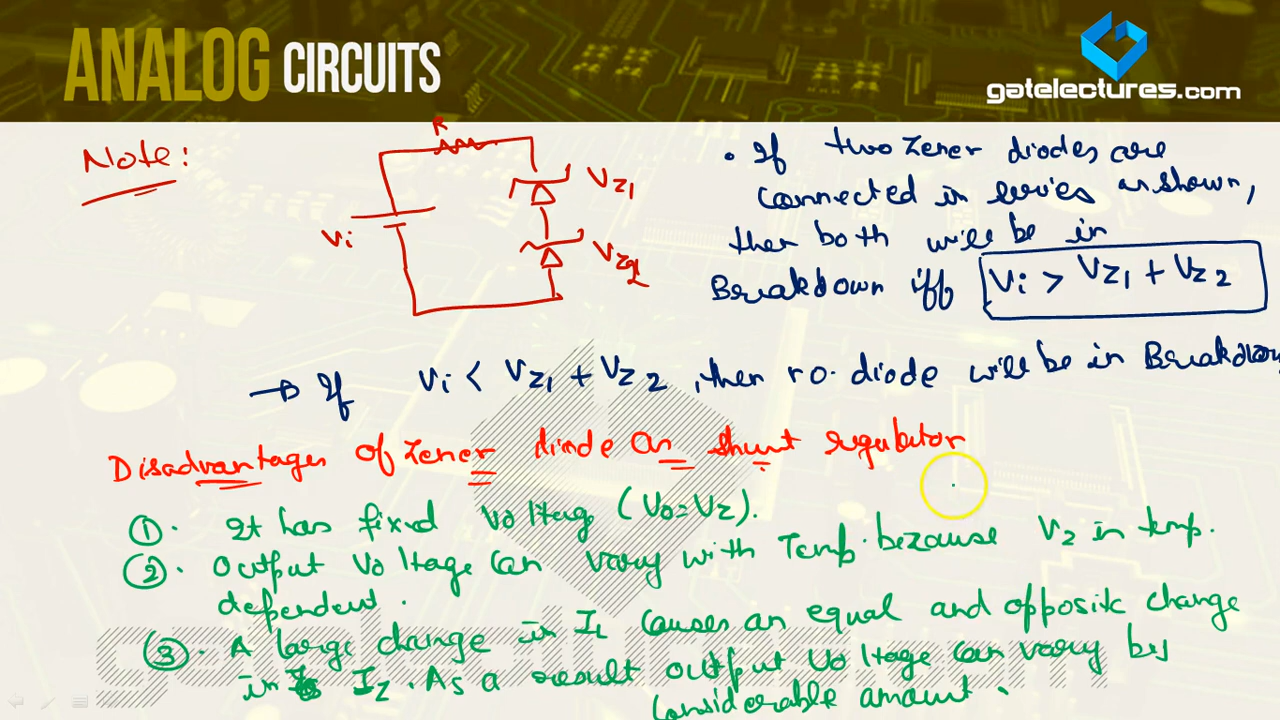 ANALOG CIRCUITS
gatelectures.com
Note:
R
Vi
VZ1
VZ2
• If two Zener diodes are
connected in series as shown,
then both will be in
Breakdown iff Vi > VZ1 + VZ2
→ If Vi < VZ1 + VZ2, then no. diode will be in Breakdown
Disadvantages Of Zener diode as shunt regulator
①. It has fixed Voltage (Vo=VZ).
②. Output Voltage Can vary with Temp. because VZ is temp.
dependent.
③. A large change in IL causes an equal and opposite change
in IZ. As a result output Voltage can vary by
Considerable amount.
gatelectures.com